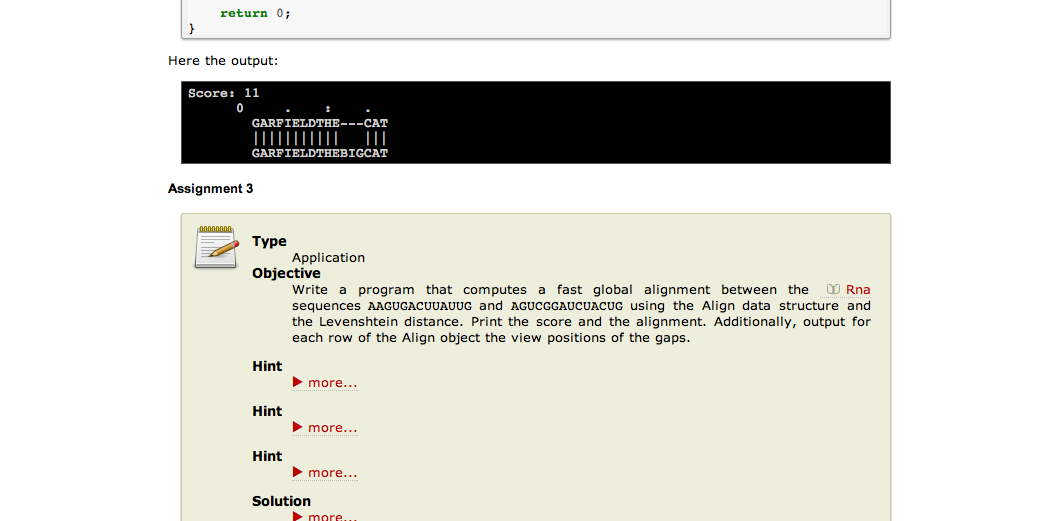 return 0;
}
Here the output:
Score: 11
0 . : .
GARFIELDTHE---CAT
||||||||||| |||
GARFIELDTHEBIGCAT
Assignment 3
Type
Application
Objective
Write a program that computes a fast global alignment between the Rna
sequences AAGUGACUUAUUG and AGUCGGAUCUACUG using the Align data structure and
the Levenshtein distance. Print the score and the alignment. Additionally, output for
each row of the Align object the view positions of the gaps.
Hint
more...
Hint
more...
Hint
more...
Solution
more...